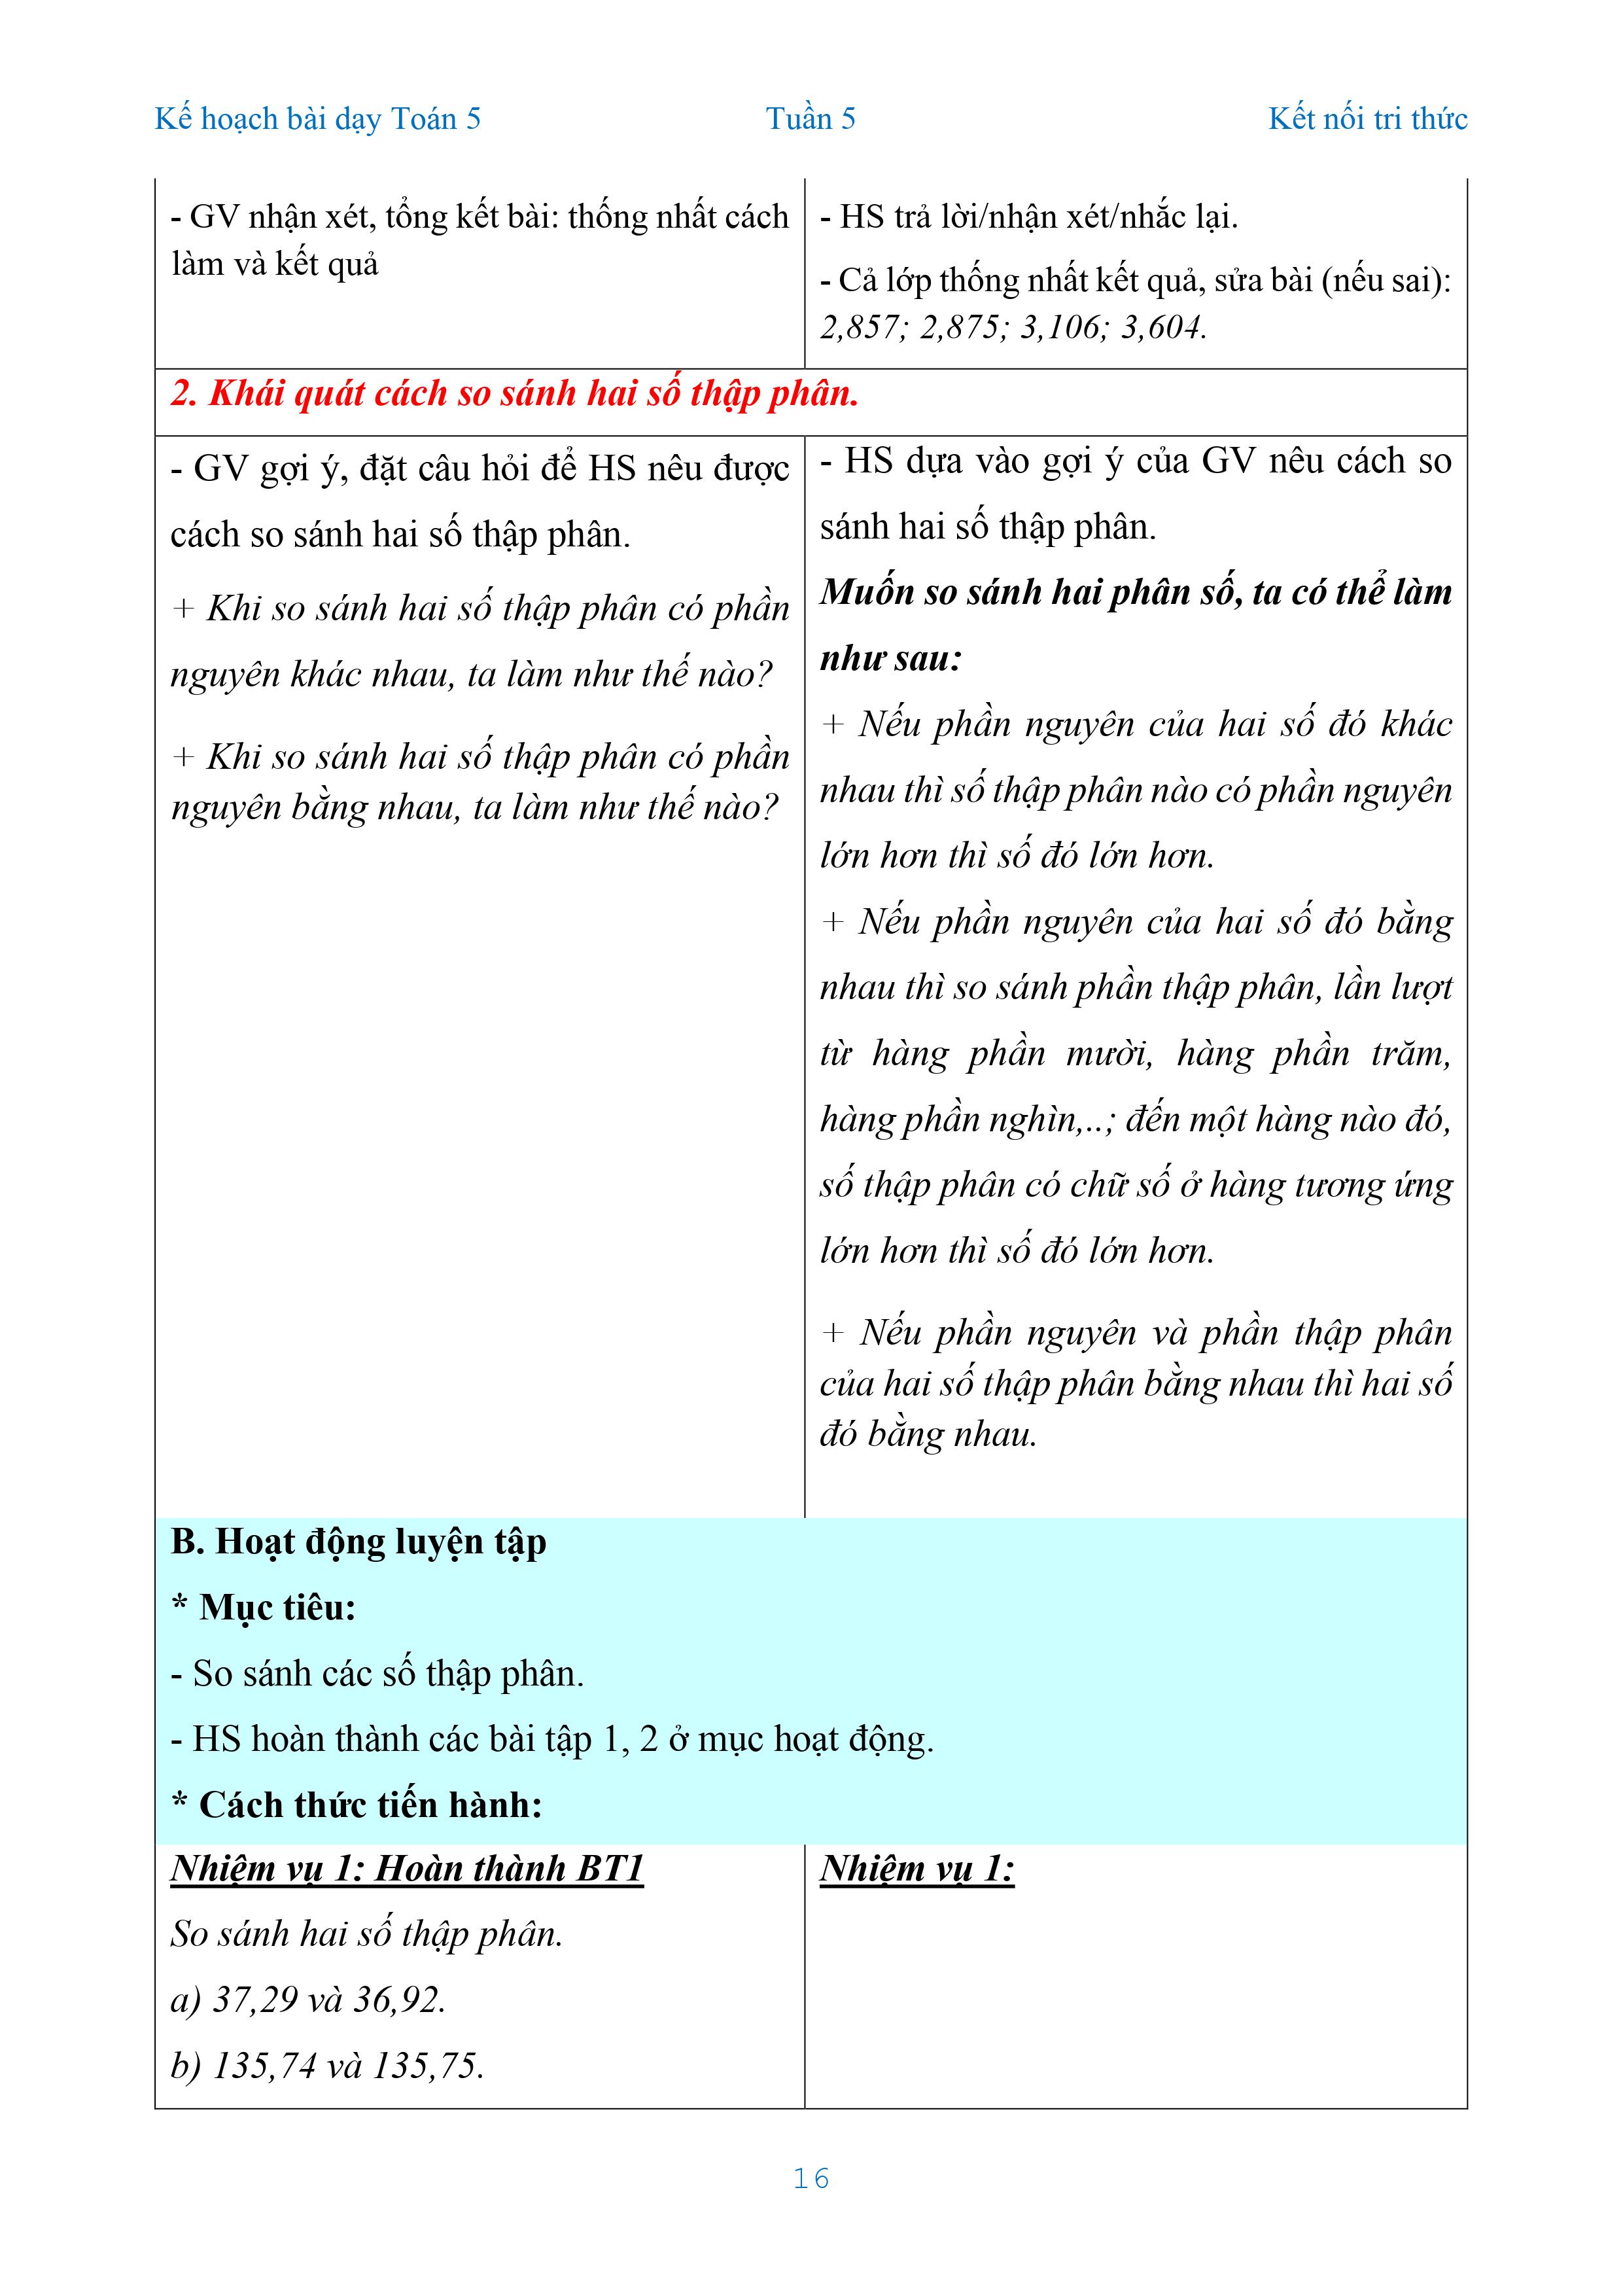 Kế hoạch bài dạy Toán 5
Tuần 5
Kết nối tri thức
- GV nhận xét, tổng kết bài: thống nhất cách
làm và kết quả
- HS trả lời/nhận xét/nhắc lại.
- Cả lớp thống nhất kết quả, sửa bài (nếu sai):
2,857; 2,875; 3,106; 3,604.
2. Khái quát cách so sánh hai số thập phân.
- GV gợi ý, đặt câu hỏi để HS nêu được
cách so sánh hai số thập phân.
+ Khi so sánh hai số thập phân có phần
nguyên khác nhau, ta làm như thế nào?
+ Khi so sánh hai số thập phân có phần
nguyên bằng nhau, ta làm như thế nào?
- HS dựa vào gợi ý của GV nêu cách so
sánh hai số thập phân.
Muốn so sánh hai phân số, ta có thể làm
như sau:
+ Nếu phần nguyên của hai số đó khác
nhau thì số thập phân nào có phần nguyên
lớn hơn thì số đó lớn hơn.
+ Nếu phần nguyên của hai số đó bằng
nhau thì so sánh phần thập phân, lần lượt
từ hàng phần mười, hàng phần trăm,
hàng phần nghìn,..; đến một hàng nào đó,
số thập phân có chữ số ở hàng tương ứng
lớn hơn thì số đó lớn hơn.
+ Nếu phần nguyên và phần thập phân
của hai số thập phân bằng nhau thì hai số
đó bằng nhau.
B. Hoạt động luyện tập
* Mục tiêu:
- So sánh các số thập phân.
- HS hoàn thành các bài tập 1, 2 ở mục hoạt động.
* Cách thức tiến hành:
Nhiệm vụ 1: Hoàn thành BT1
So sánh hai số thập phân.
a) 37,29 và 36,92.
b) 135,74 và 135,75.
Nhiệm vụ 1:
16